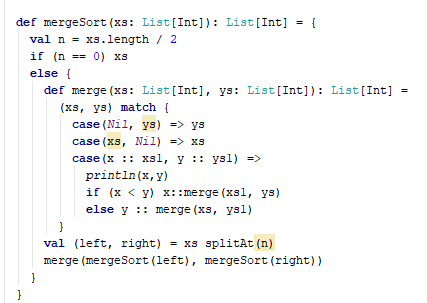 def mergeSort(xs: List[Int]): List[Int] = {
  val n = xs.length / 2
  if (n == 0) xs
  else {
    def merge(xs: List[Int], ys: List[Int]): List[Int] =
      (xs, ys) match {
        case(Nil, ys) => ys
        case(xs, Nil) => xs
        case(x :: xs1, y :: ys1) =>
          println(x,y)
          if (x < y) x::merge(xs1, ys)
          else y :: merge(xs, ys1)
      }
    val (left, right) = xs splitAt(n)
    merge(mergeSort(left), mergeSort(right))
  }
}